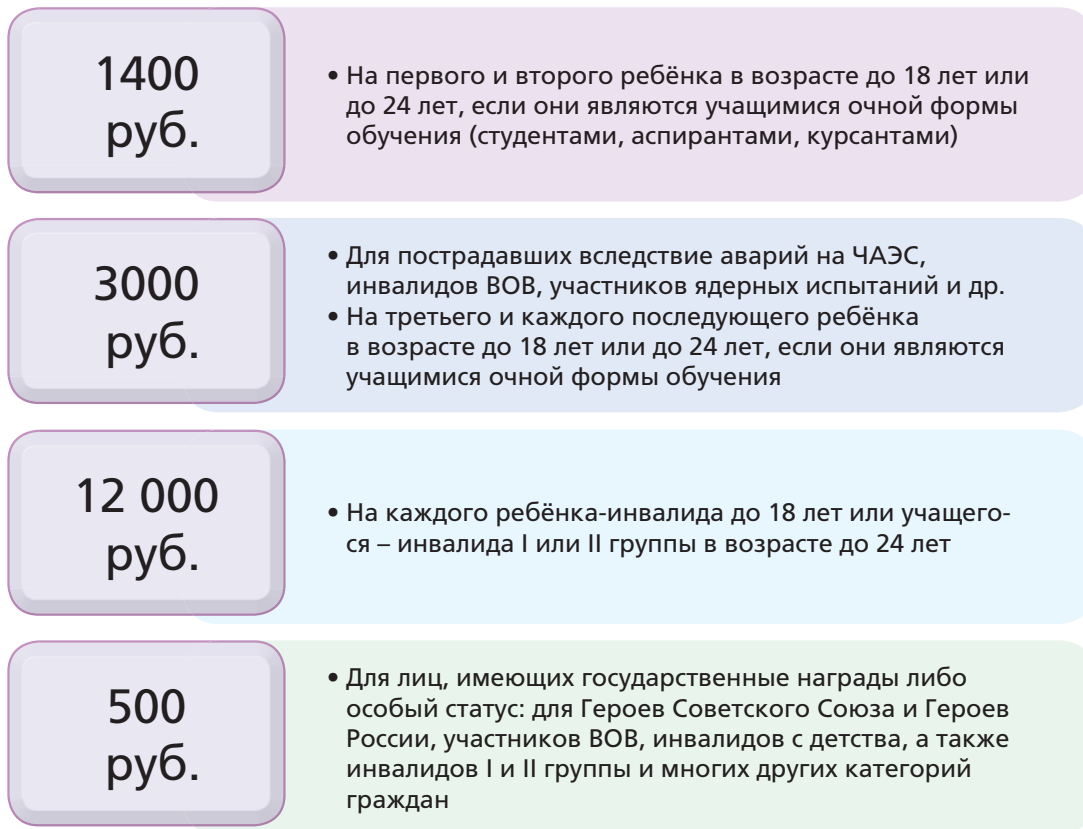 1400
руб.
• На первого и второго ребёнка в возрасте до 18 лет или
до 24 лет, если они являются учащимися очной формы
обучения (студентами, аспирантами, курсантами)
3000
руб.
• Для пострадавших вследствие аварий на ЧАЭС,
инвалидов ВОВ, участников ядерных испытаний и др.
• На третьего и каждого последующего ребёнка
в возрасте до 18 лет или до 24 лет, если они являются
учащимися очной формы обучения
12 000
руб.
• На каждого ребёнка-инвалида до 18 лет или учащего-
ся – инвалида I или II группы в возрасте до 24 лет
500
руб.
• Для лиц, имеющих государственные награды либо
особый статус: для Героев Советского Союза и Героев
России, участников ВОВ, инвалидов с детства, а также
инвалидов I и II группы и многих других категорий
граждан